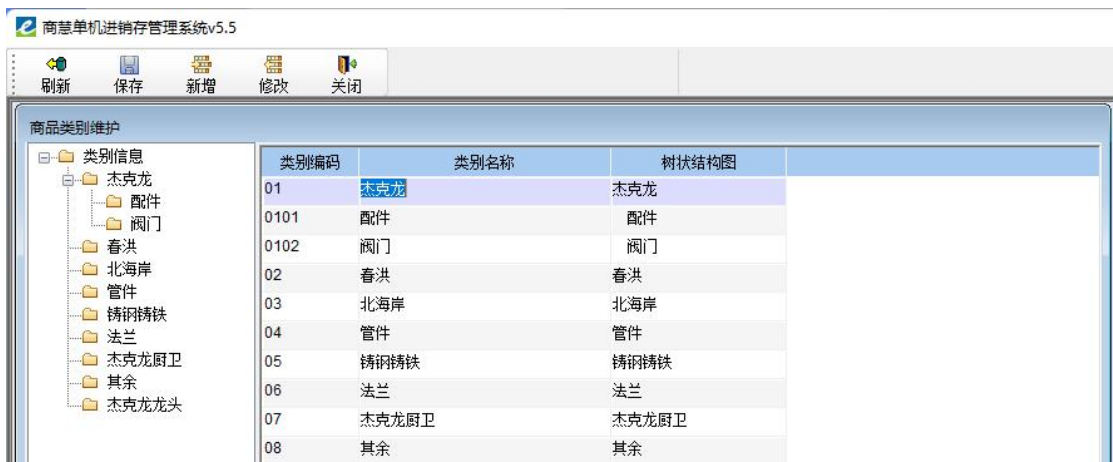 商慧单机进销存管理系统v5.5
刷新 保存 新增 修改 关闭
商品类别维护
类别信息
杰克龙
配件
阀门
春洪
北海岸
管件
铸钢铸铁
法兰
杰克龙厨卫
其余
杰克龙龙头
类别编码 类别名称 树状结构图
01 杰克龙 杰克龙
0101 配件 配件
0102 阀门 阀门
02 春洪 春洪
03 北海岸 北海岸
04 管件 管件
05 铸钢铸铁 铸钢铸铁
06 法兰 法兰
07 杰克龙厨卫 杰克龙厨卫
08 其余 其余